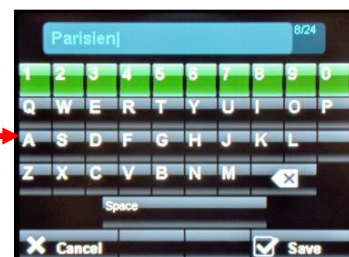 Parisien 8/24
1 2 3 4 5 6 7 8 9 0
Q W E R T Y U I O P
A S D F G H J K L
Z X C V B N M
Space
Cancel Save